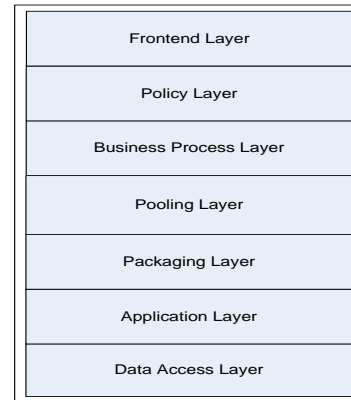 Frontend Layer
Policy Layer
Business Process Layer
Pooling Layer
Packaging Layer
Application Layer
Data Access Layer